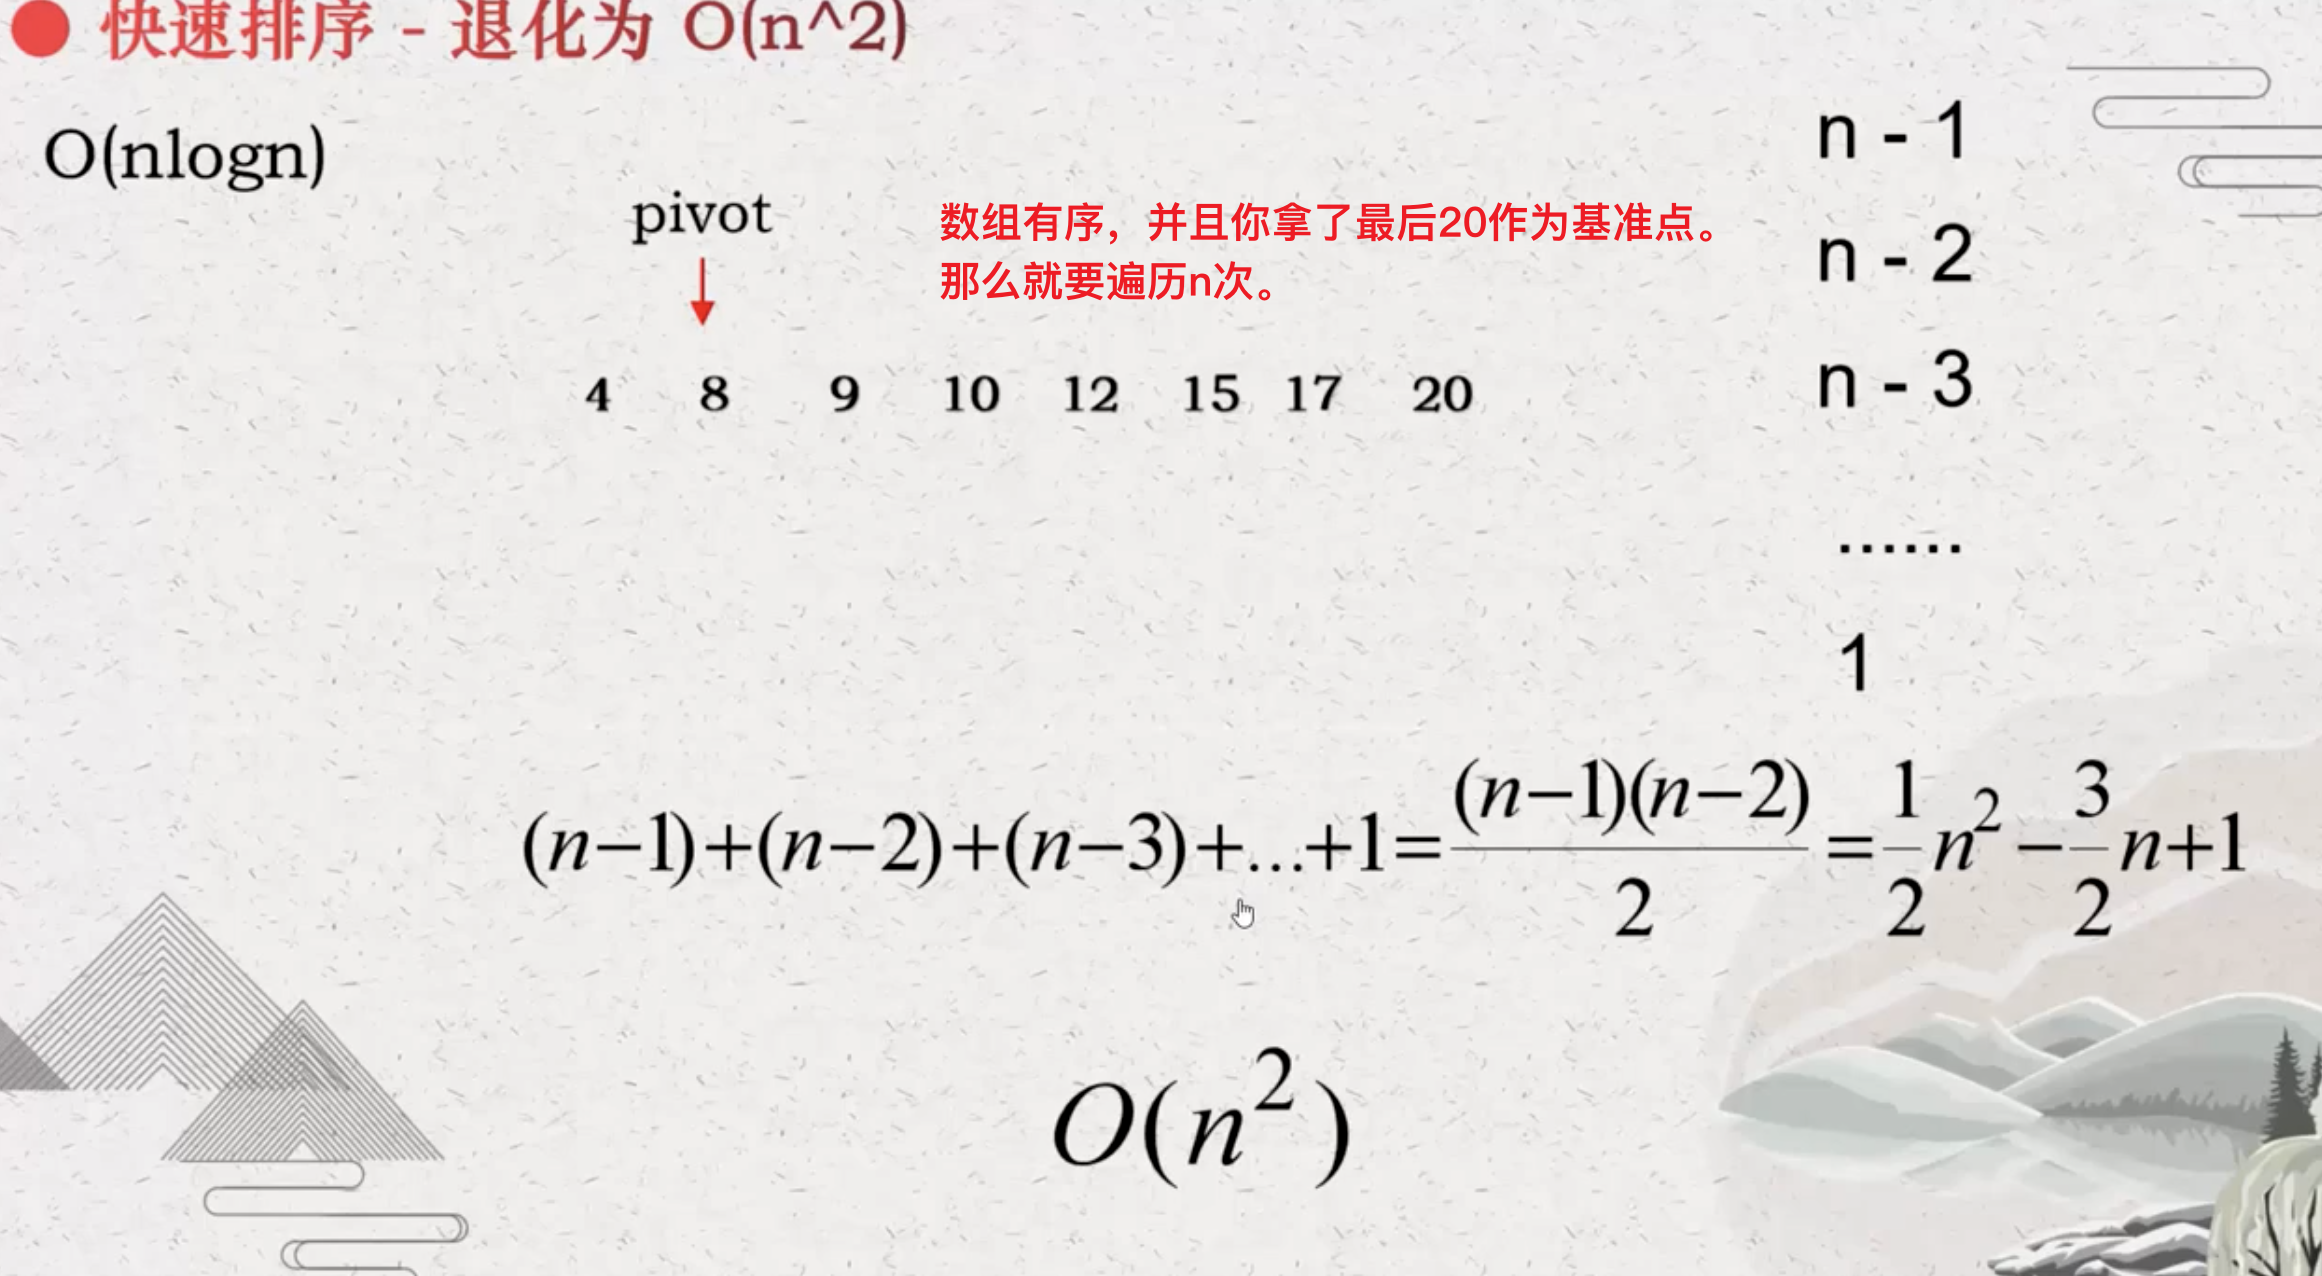 快速排序 - 退化为 O(n^2)
O(nlogn)
pivot
数组有序，并且你拿了最后20作为基准点。
那么就要遍历n次。
4 8 9 10 12 15 17 20
n - 1
n - 2
n - 3
......
1
(n-1)+(n-2)+(n-3)+...+1=\frac{(n-1)(n-2)}{2}=\frac{1}{2}n^2-\frac{3}{2}n+1
O(n^2)